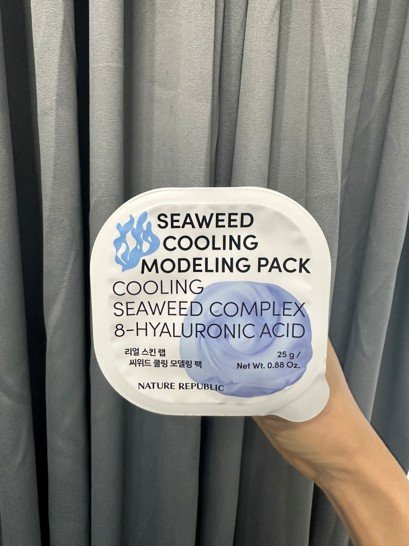 SEAWEED
COOLING
MODELING PACK
COOLING
SEAWEED COMPLEX
8-HYALURONIC ACID
리얼 스킨 랩
씨위드 쿨링 모델링 팩
25 g /
Net Wt. 0.88 Oz.
NATURE REPUBLIC